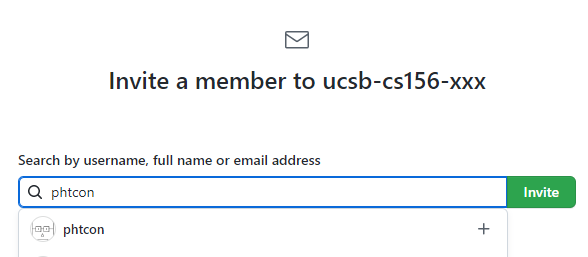 Invite a member to ucsb-cs156-xxx
Search by username, full name or email address
phtcon
Invite
phtcon